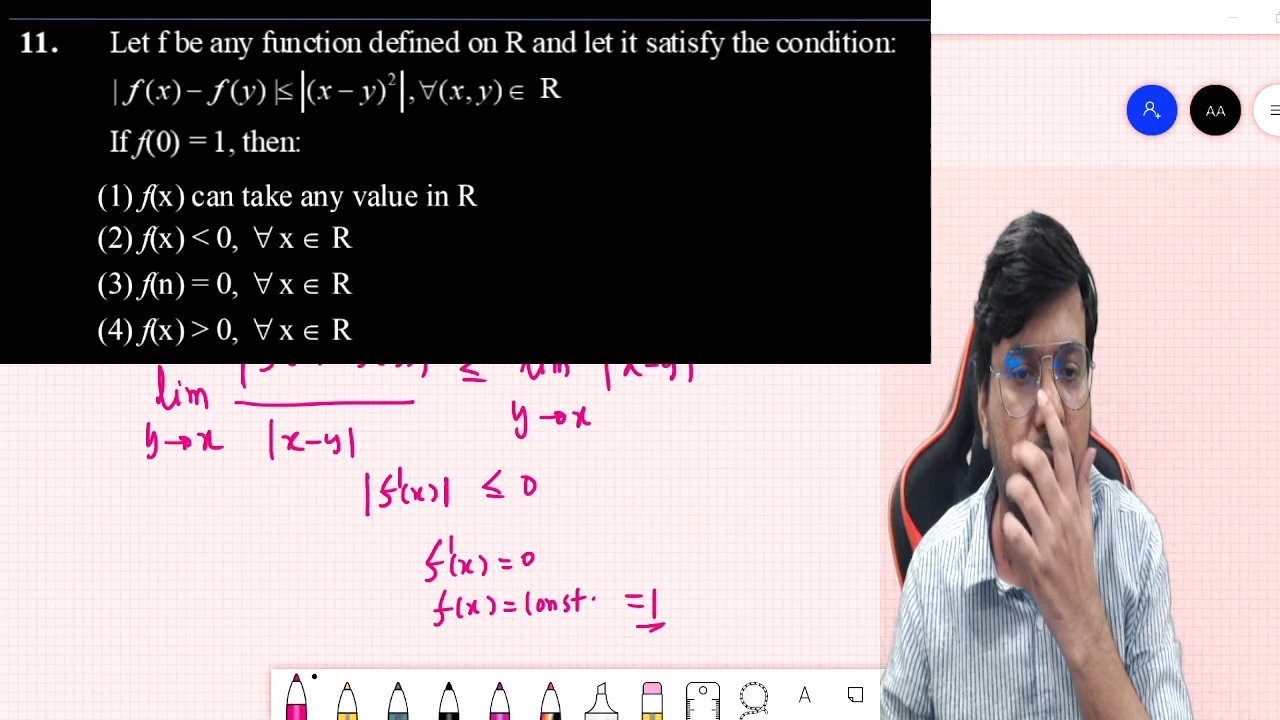 11. Let f be any function defined on R and let it satisfy the condition:
| f(x) − f(y) |≤ |(x − y)²|, ∀(x, y) ∈ R
If f(0) = 1, then:
(1) f(x) can take any value in R
(2) f(x) < 0, ∀ x ∈ R
(3) f(n) = 0, ∀ x ∈ R
(4) f(x) > 0, ∀ x ∈ R
AA
lim y→x |x−y| ≤ lim y→x |x−y|
|f'(x)| ≤ 0
f'(x) = 0
f(x) = Const. = 1
A